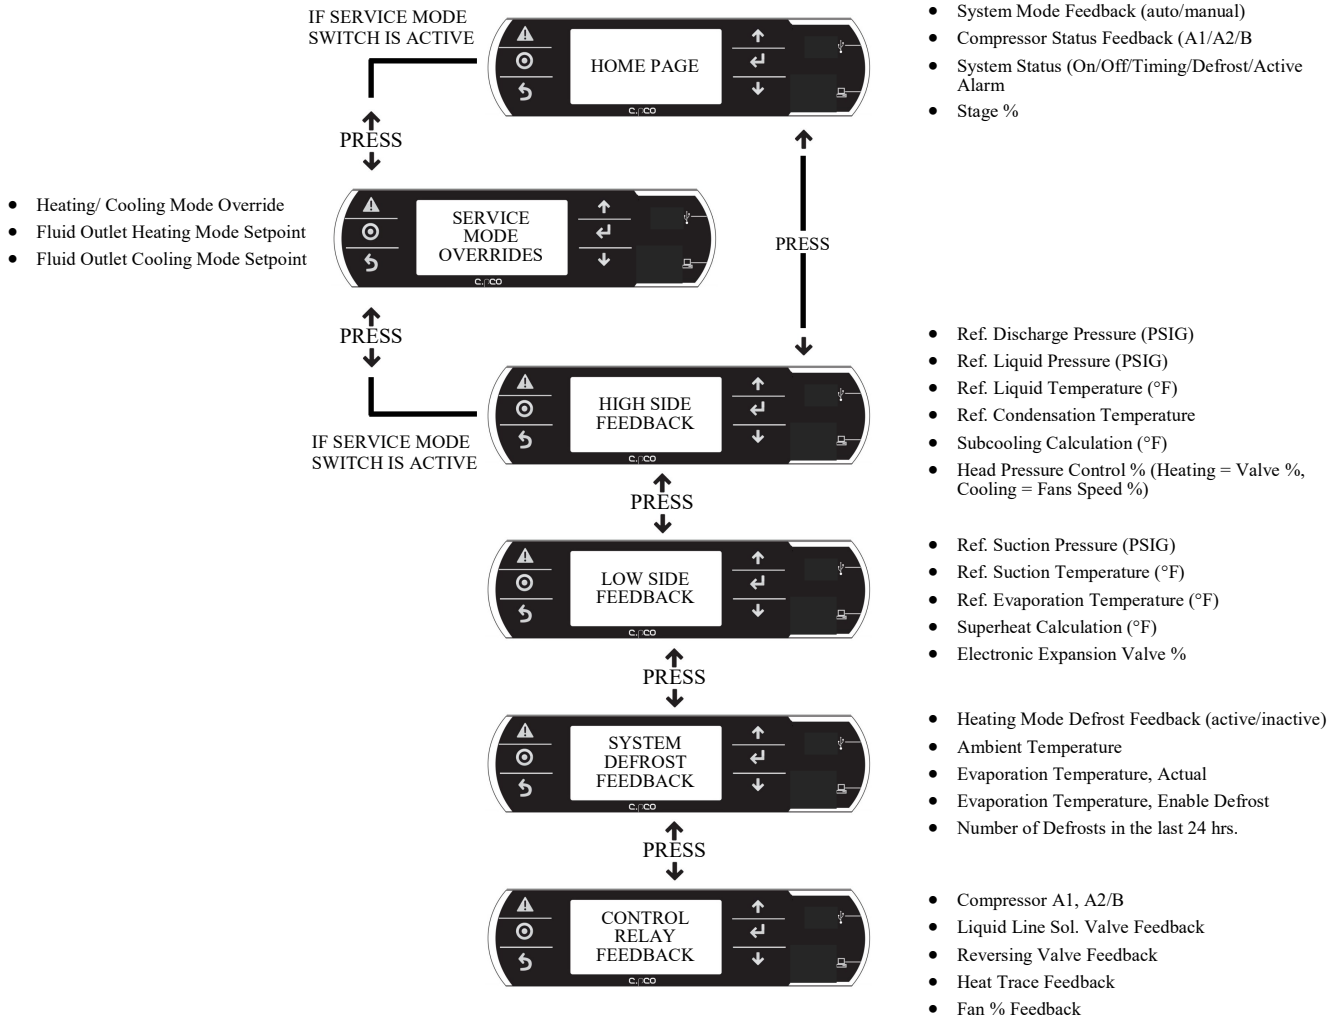 IF SERVICE MODE
SWITCH IS ACTIVE
HOME PAGE
c.pco
• System Mode Feedback (auto/manual)
• Compressor Status Feedback (A1/A2/B
• System Status (On/Off/Timing/Defrost/Active
Alarm
• Stage %
PRESS
• Heating/ Cooling Mode Override
• Fluid Outlet Heating Mode Setpoint
• Fluid Outlet Cooling Mode Setpoint
SERVICE
MODE
OVERRIDES
c.pco
PRESS
PRESS
IF SERVICE MODE
SWITCH IS ACTIVE
HIGH SIDE
FEEDBACK
c.pco
• Ref. Discharge Pressure (PSIG)
• Ref. Liquid Pressure (PSIG)
• Ref. Liquid Temperature (°F)
• Ref. Condensation Temperature
• Subcooling Calculation (°F)
• Head Pressure Control % (Heating = Valve %,
Cooling = Fans Speed %)
PRESS
LOW SIDE
FEEDBACK
c.pco
• Ref. Suction Pressure (PSIG)
• Ref. Suction Temperature (°F)
• Ref. Evaporation Temperature (°F)
• Superheat Calculation (°F)
• Electronic Expansion Valve %
PRESS
SYSTEM
DEFROST
FEEDBACK
c.pco
• Heating Mode Defrost Feedback (active/inactive)
• Ambient Temperature
• Evaporation Temperature, Actual
• Evaporation Temperature, Enable Defrost
• Number of Defrosts in the last 24 hrs.
PRESS
CONTROL
RELAY
FEEDBACK
c.pco
• Compressor A1, A2/B
• Liquid Line Sol. Valve Feedback
• Reversing Valve Feedback
• Heat Trace Feedback
• Fan % Feedback